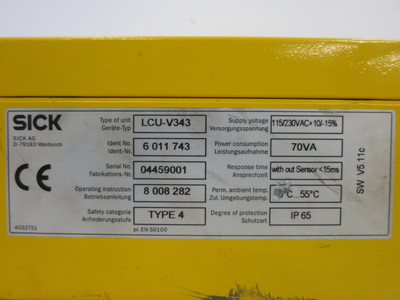 SICK
SICK AG
D-79183 Waldkirch
Type of unit LCU-V343 Supply voltage 115/230VAC+10/-15%
Geräte-Typ Versorgungsspannung
Ident No. 6 011 743 Power consumption 70VA
Ident-Nr. Leistungsaufnahme
Serial No. 04459001 Response time with out Sensor <15ms
Fabrikations-Nr. Ansprechzeit
Operating instruction 8 008 282 Perm. ambient temp. °C...55°C
Betriebsanleitung Zul. Umgebungstemp.
Safety category TYPE 4 Degree of protection IP 65
Anforderungsstufe Schutzart
pr. EN 50100
4032751
CE
SW V5.11c